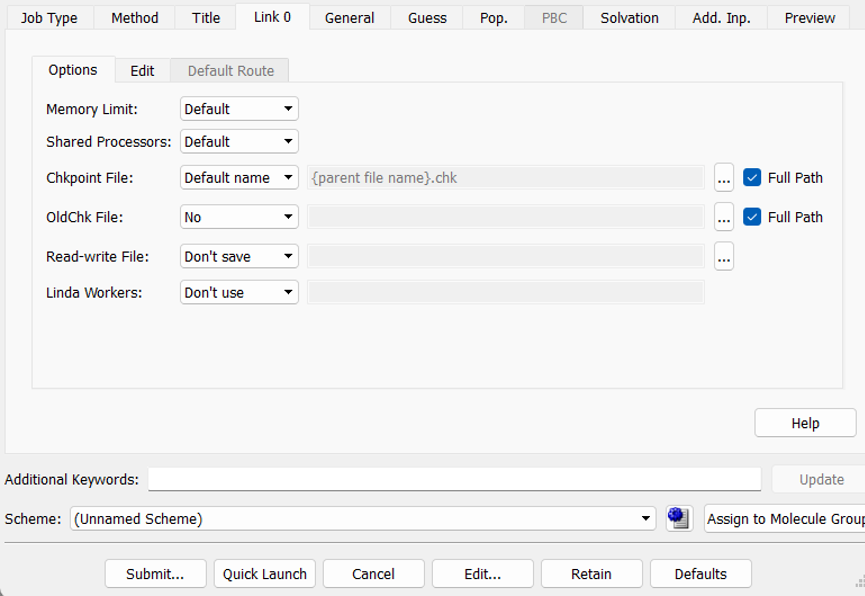 Job Type Method Title Link 0 General Guess Pop. PBC Solvation Add. Inp. Preview
Options Edit Default Route
Memory Limit: Default
Shared Processors: Default
Chkpoint File: Default name {parent file name}.chk ... Full Path
OldChk File: No ... Full Path
Read-write File: Don't save ...
Linda Workers: Don't use
Help
Additional Keywords: Update
Scheme: (Unnamed Scheme) Assign to Molecule Group
Submit... Quick Launch Cancel Edit... Retain Defaults